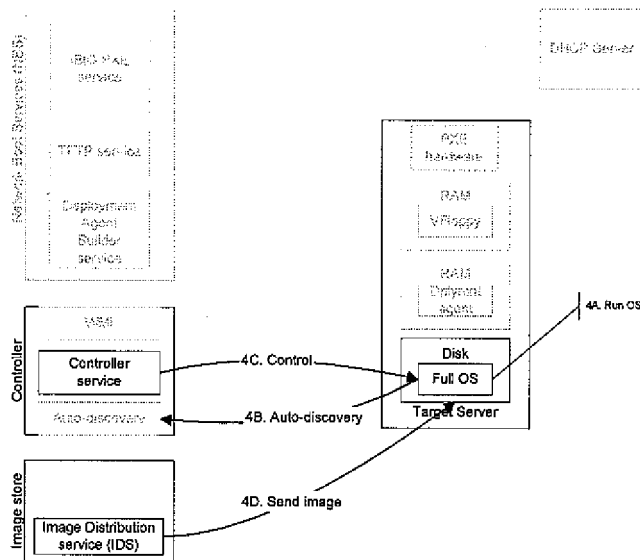 Network Boot Services (NBS)
service
TFTP service
Deployment
Agent
Builder
service
DHCP Server
PXE
hardware
RAM
VFloppy
RAM
agent
4A. Run OS
Disk
Full OS
Target Server
Controller
Controller
service
Auto-discovery
4C. Control
4B. Auto-discovery
4D. Send image
Image store
Image Distribution
service (IDS)